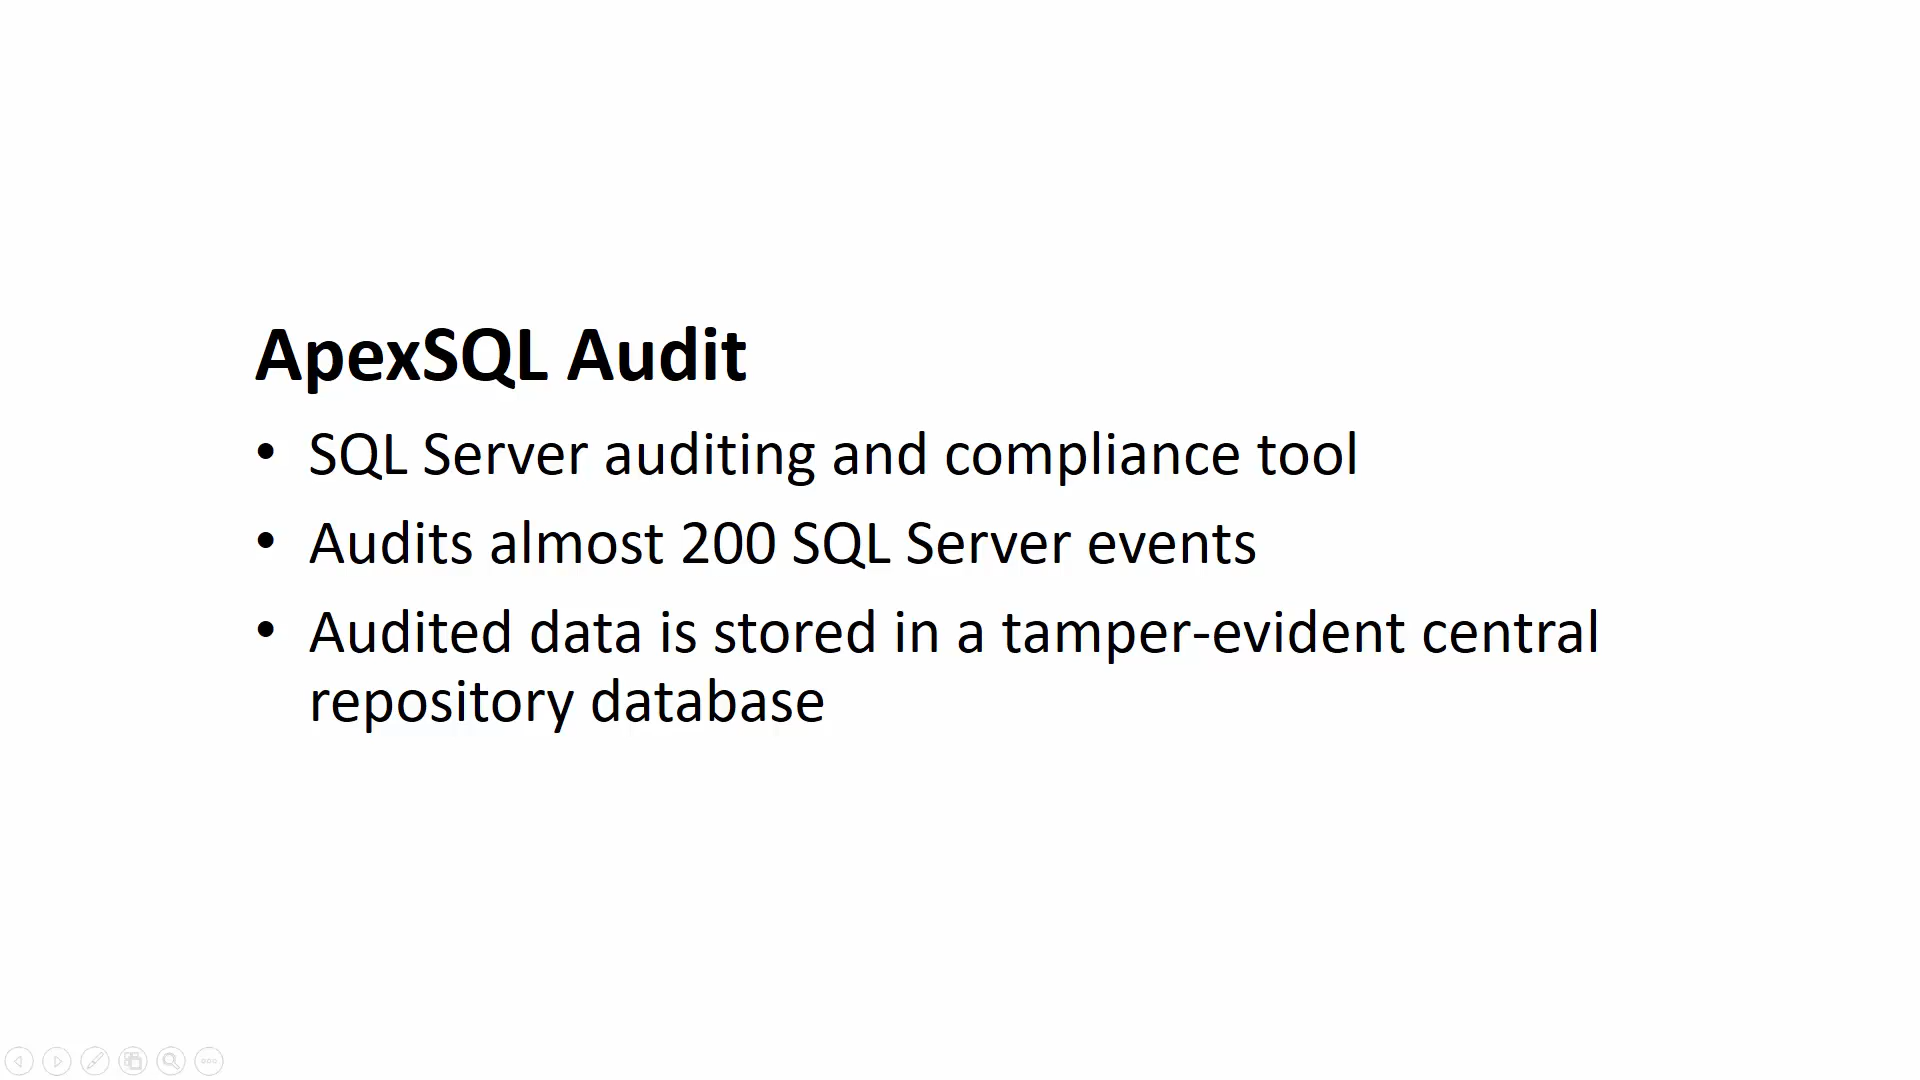 ApexSQL Audit
• SQL Server auditing and compliance tool
• Audits almost 200 SQL Server events
• Audited data is stored in a tamper-evident central
repository database